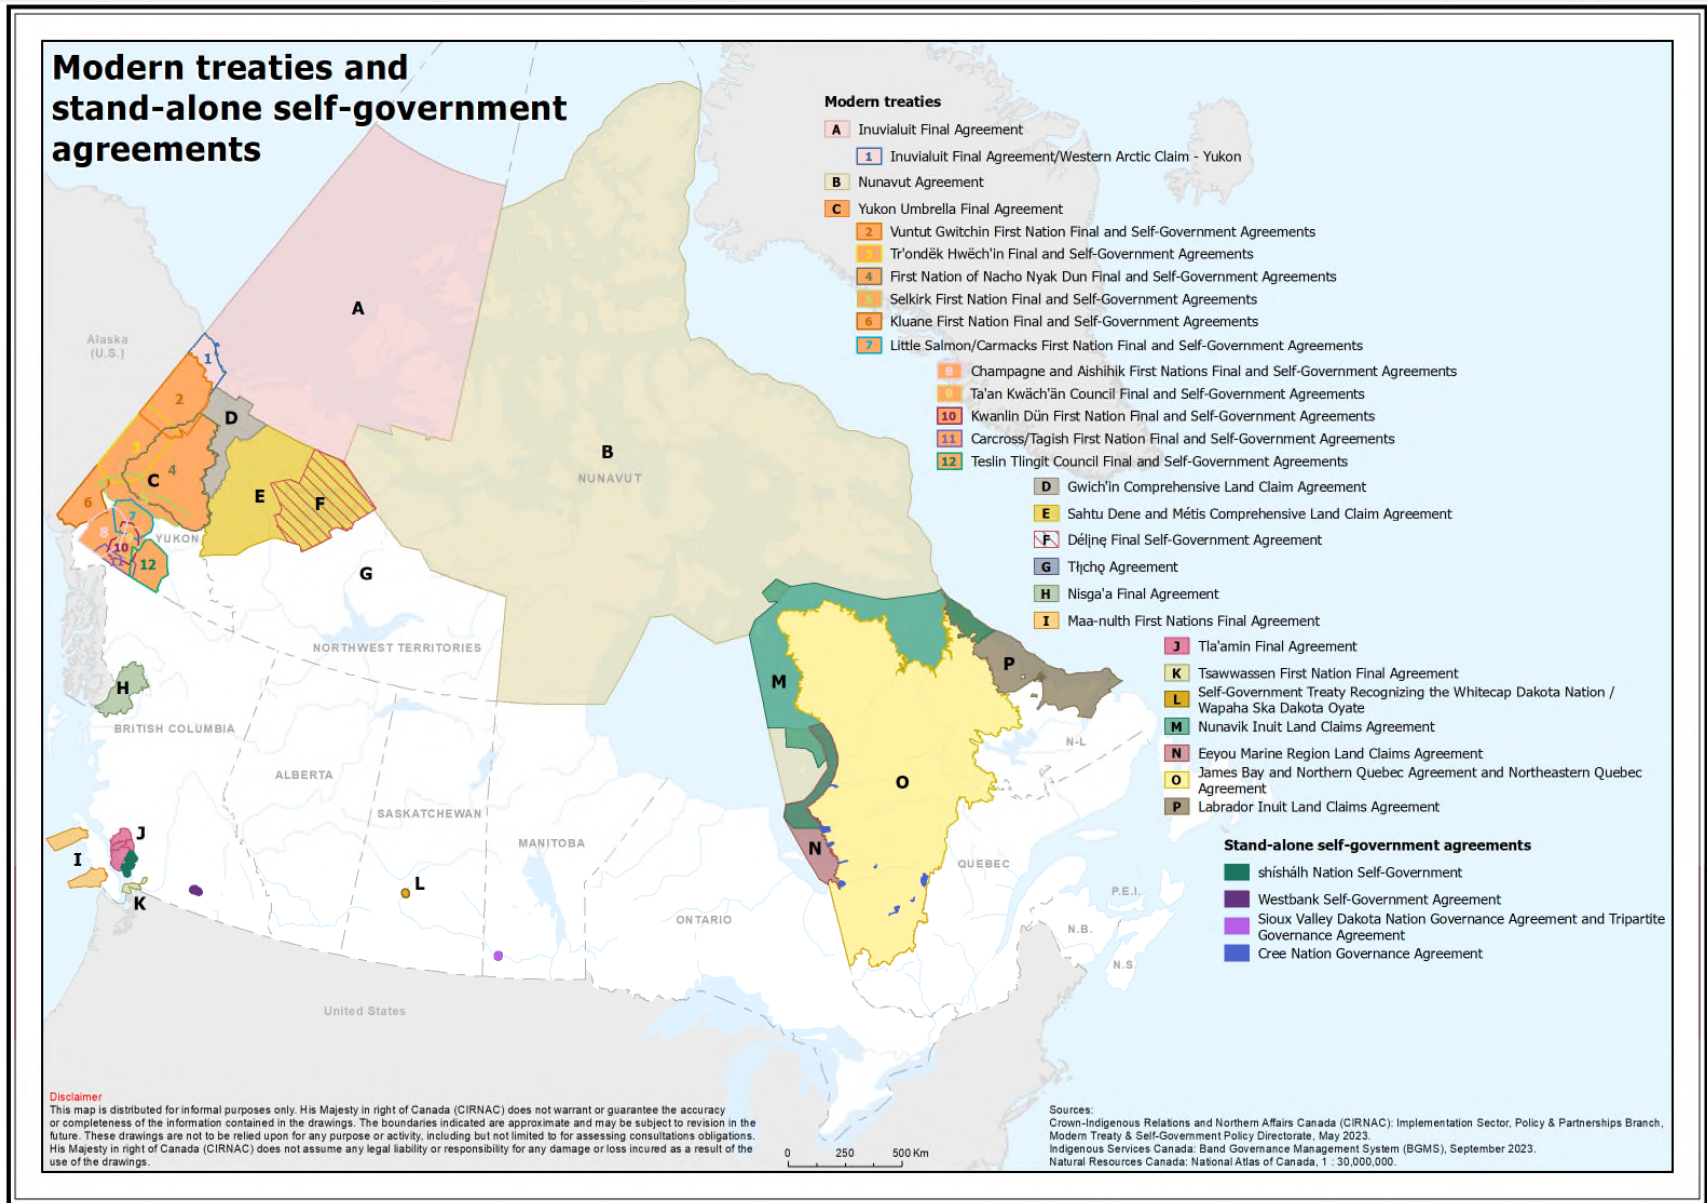 Modern treaties and
stand-alone self-government
agreements
Modern treaties
A Inuvialuit Final Agreement
1 Inuvialuit Final Agreement/Western Arctic Claim - Yukon
B Nunavut Agreement
C Yukon Umbrella Final Agreement
2 Vuntut Gwitchin First Nation Final and Self-Government Agreements
3 Tr'ondëk Hwëch'in Final and Self-Government Agreements
4 First Nation of Nacho Nyak Dun Final and Self-Government Agreements
5 Selkirk First Nation Final and Self-Government Agreements
6 Kluane First Nation Final and Self-Government Agreements
7 Little Salmon/Carmacks First Nation Final and Self-Government Agreements
8 Champagne and Aishihik First Nations Final and Self-Government Agreements
9 Ta'an Kwäch'än Council Final and Self-Government Agreements
10 Kwanlin Dün First Nation Final and Self-Government Agreements
11 Carcross/Tagish First Nation Final and Self-Government Agreements
12 Teslin Tlingit Council Final and Self-Government Agreements
D Gwich'in Comprehensive Land Claim Agreement
E Sahtu Dene and Métis Comprehensive Land Claim Agreement
F Délı̨nę Final Self-Government Agreement
G Tłı̨chǫ Agreement
H Nisga'a Final Agreement
I Maa-nulth First Nations Final Agreement
J Tla'amin Final Agreement
K Tsawwassen First Nation Final Agreement
L Self-Government Treaty Recognizing the Whitecap Dakota Nation /
Wapaha Ska Dakota Oyate
M Nunavik Inuit Land Claims Agreement
N Eeyou Marine Region Land Claims Agreement
O James Bay and Northern Quebec Agreement and Northeastern Quebec
Agreement
P Labrador Inuit Land Claims Agreement
Stand-alone self-government agreements
shíshálh Nation Self-Government
Westbank Self-Government Agreement
Sioux Valley Dakota Nation Governance Agreement and Tripartite
Governance Agreement
Cree Nation Governance Agreement
Alaska
(U.S.)
A
1
2
D
3
B
NUNAVUT
4
C
E
F
5
6
7
8
YUKON
10
11
12
G
NORTHWEST TERRITORIES
P
M
H
BRITISH COLUMBIA
N-L
ALBERTA
O
SASKATCHEWAN
J
MANITOBA
N
I
QUEBEC
L
P.E.I.
K
ONTARIO
N.B.
N.S.
United States
Disclaimer
This map is distributed for informal purposes only. His Majesty in right of Canada (CIRNAC) does not warrant or guarantee the accuracy
or completeness of the information contained in the drawings. The boundaries indicated are approximate and may be subject to revision in the
future. These drawings are not to be relied upon for any purpose or activity, including but not limited to for assessing consultations obligations.
His Majesty in right of Canada (CIRNAC) does not assume any legal liability or responsibility for any damage or loss incured as a result of the
use of the drawings.
0 250 500 Km
Sources:
Crown-Indigenous Relations and Northern Affairs Canada (CIRNAC): Implementation Sector, Policy & Partnerships Branch,
Modern Treaty & Self-Government Policy Directorate, May 2023.
Indigenous Services Canada: Band Governance Management System (BGMS), September 2023.
Natural Resources Canada: National Atlas of Canada, 1 : 30,000,000.